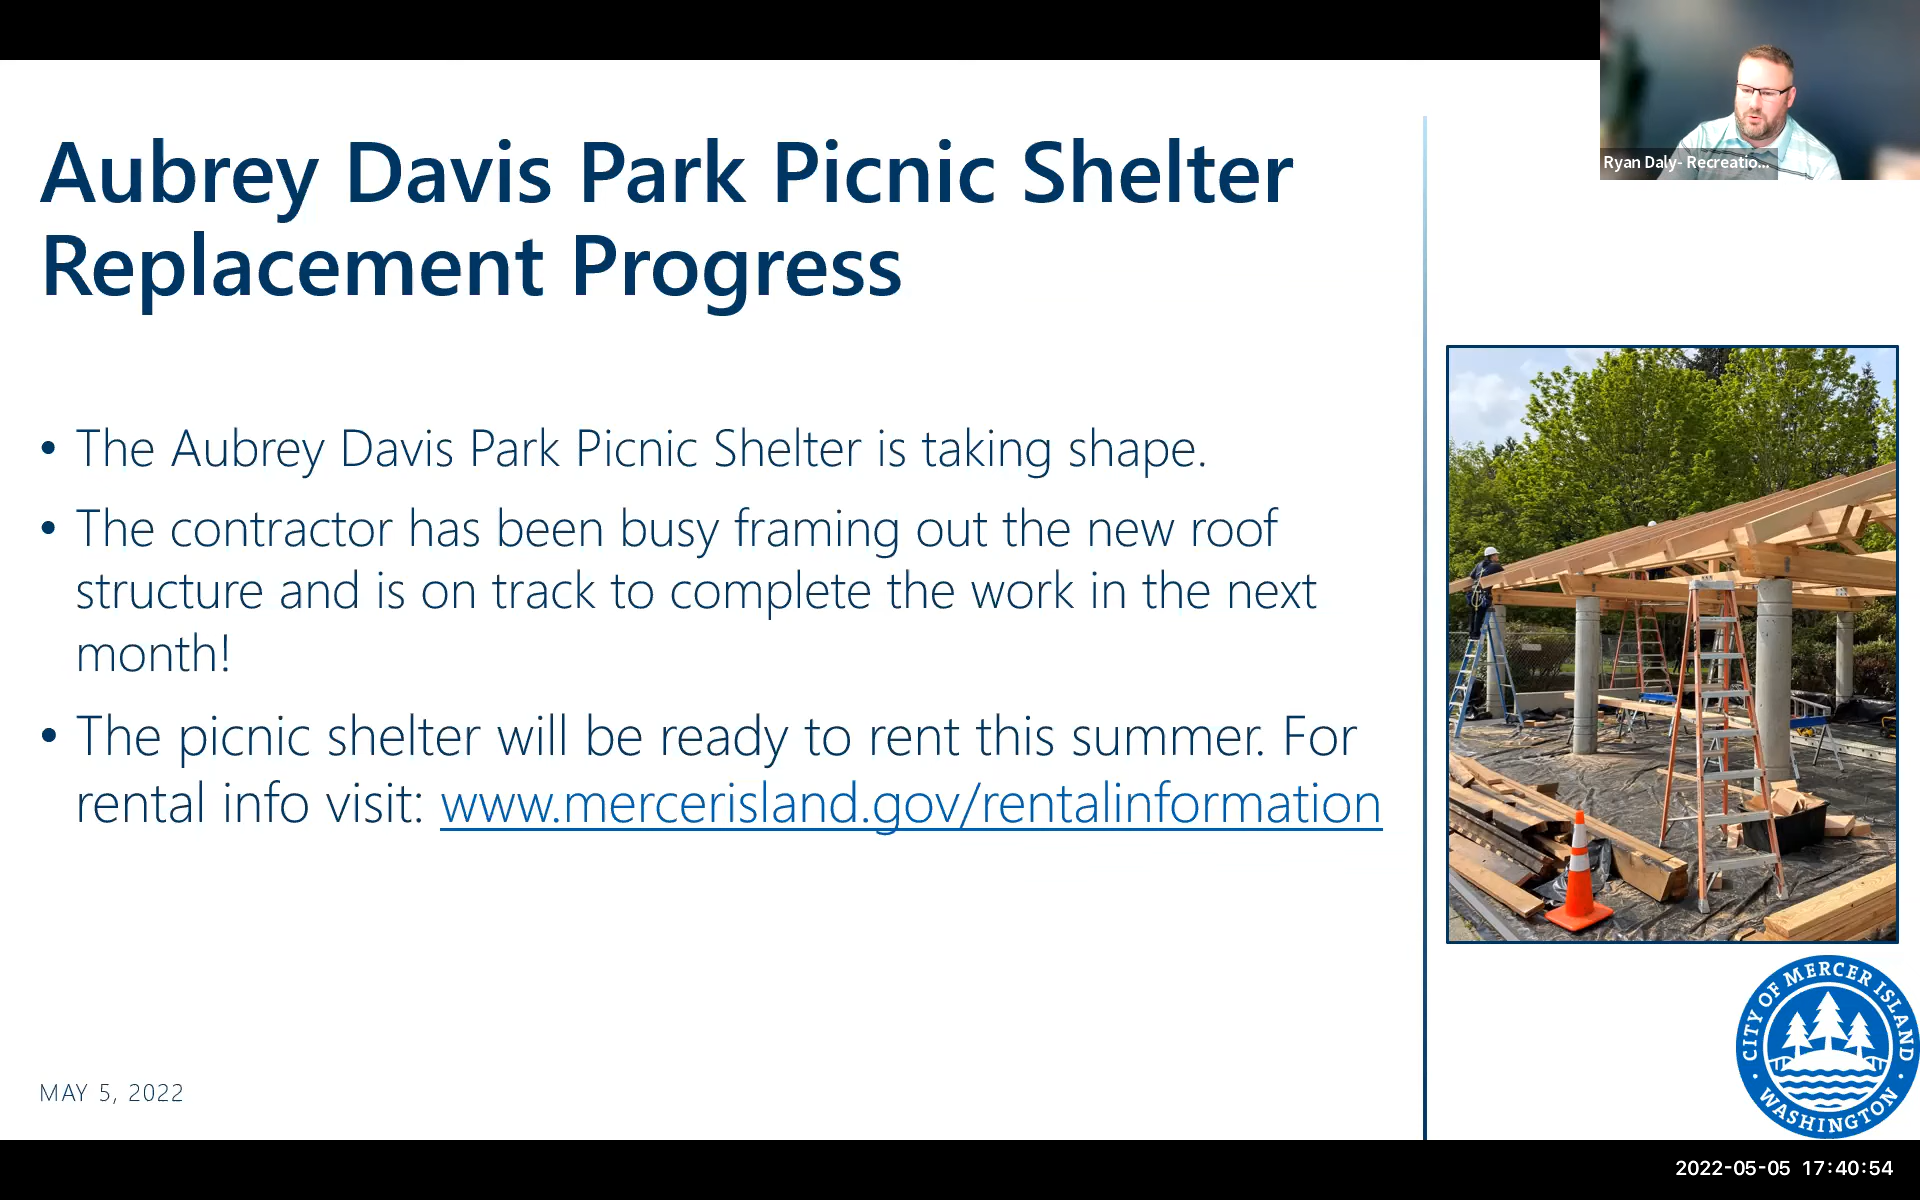 Ryan Daly- Recreatio...
Aubrey Davis Park Picnic Shelter
Replacement Progress
• The Aubrey Davis Park Picnic Shelter is taking shape.
• The contractor has been busy framing out the new roof
structure and is on track to complete the work in the next
month!
• The picnic shelter will be ready to rent this summer. For
rental info visit: www.mercerisland.gov/rentalinformation
CITY OF MERCER ISLAND
• WASHINGTON •
MAY 5, 2022
2022-05-05 17:40:54